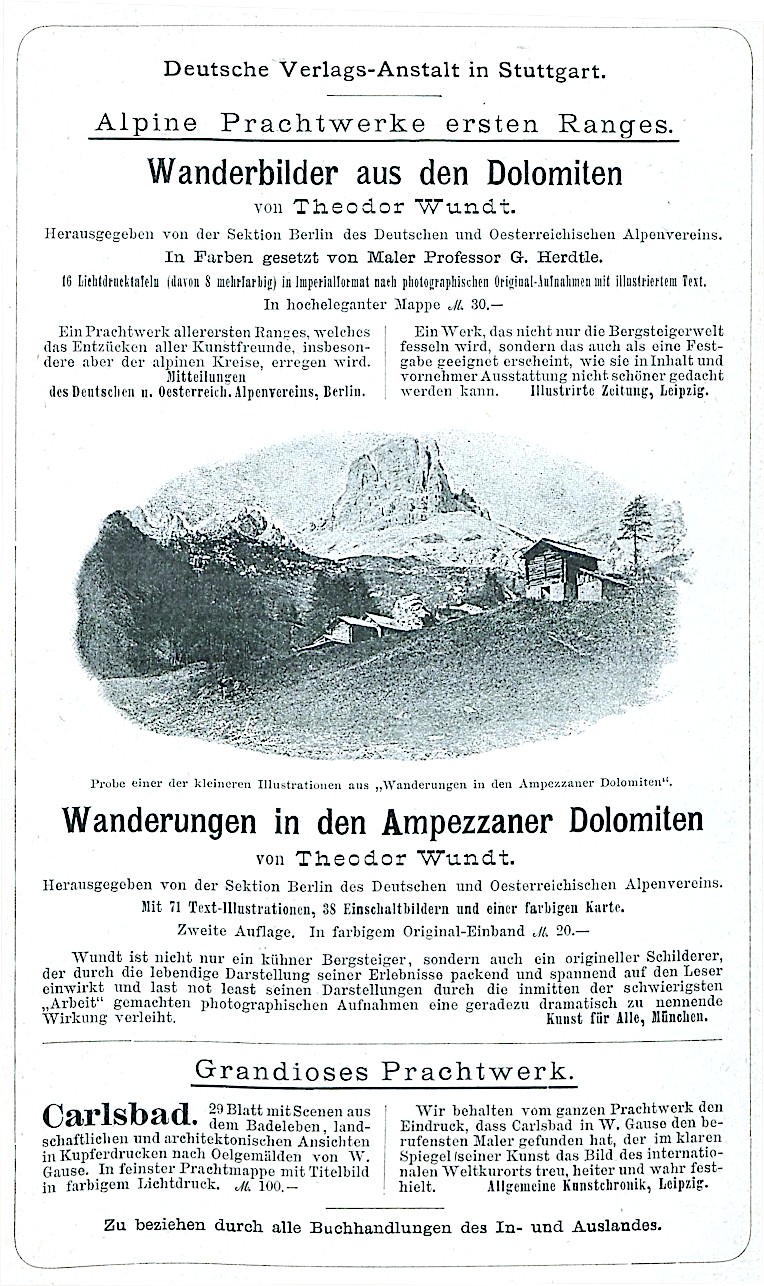 Deutsche Verlags-Anstalt in Stuttgart.
Alpine Prachtwerke ersten Ranges.
Wanderbilder aus den Dolomiten
von Theodor Wundt.
Herausgegeben von der Sektion Berlin des Deutschen und Oesterreichischen Alpenvereins.
In Farben gesetzt von Maler Professor G. Herdtle.
16 Lichtdrucktafeln (davon 8 mehrfarbig) in Imperialformat nach photographischen Original-Aufnahmen mit illustriertem Text.
In hocheleganter Mappe ℳ. 30.—
Ein Prachtwerk allerersten Ranges, welches
das Entzücken aller Kunstfreunde, insbeson-
dere aber der alpinen Kreise, erregen wird.
Mitteilungen
des Deutschen u. Oesterreich. Alpenvereins, Berlin.
Ein Werk, das nicht nur die Bergsteigerwelt
fesseln wird, sondern das auch als eine Fest-
gabe geeignet erscheint, wie sie in Inhalt und
vornehmer Ausstattung nicht schöner gedacht
werden kann. Illustrirte Zeitung, Leipzig.
Probe einer der kleineren Illustrationen aus „Wanderungen in den Ampezzaner Dolomiten“.
Wanderungen in den Ampezzaner Dolomiten
von Theodor Wundt.
Herausgegeben von der Sektion Berlin des Deutschen und Oesterreichischen Alpenvereins.
Mit 71 Text-Illustrationen, 38 Einschaltbildern und einer farbigen Karte.
Zweite Auflage. In farbigem Original-Einband ℳ. 20.—
Wundt ist nicht nur ein kühner Bergsteiger, sondern auch ein origineller Schilderer,
der durch die lebendige Darstellung seiner Erlebnisse packend und spannend auf den Leser
einwirkt und last not least seinen Darstellungen durch die inmitten der schwierigsten
„Arbeit“ gemachten photographischen Aufnahmen eine geradezu dramatisch zu nennende
Wirkung verleiht. Kunst für Alle, München.
Grandioses Prachtwerk.
Carlsbad. 29 Blatt mit Scenen aus
dem Badeleben, land-
schaftlichen und architektonischen Ansichten
in Kupferdrucken nach Oelgemälden von W.
Gause. In feinster Prachtmappe mit Titelbild
in farbigem Lichtdruck. ℳ. 100.—
Wir behalten vom ganzen Prachtwerk den
Eindruck, dass Carlsbad in W. Gause den be-
rufensten Maler gefunden hat, der im klaren
Spiegel seiner Kunst das Bild des internatio-
nalen Weltkurorts treu, heiter und wahr fest-
hielt. Allgemeine Kunstchronik, Leipzig.
Zu beziehen durch alle Buchhandlungen des In- und Auslandes.